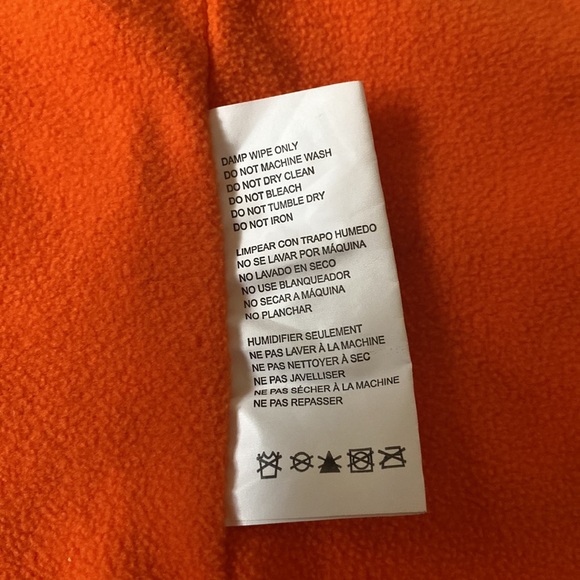 DAMP WIPE ONLY
DO NOT MACHINE WASH
DO NOT DRY CLEAN
DO NOT BLEACH
DO NOT TUMBLE DRY
DO NOT IRON
LIMPEAR CON TRAPO HUMEDO
NO SE LAVAR POR MÁQUINA
NO LAVADO EN SECO
NO USE BLANQUEADOR
NO SECAR A MÁQUINA
NO PLANCHAR
HUMIDIFIER SEULEMENT
NE PAS LAVER À LA MACHINE
NE PAS NETTOYER À SEC
NE PAS JAVELLISER
NE PAS SÉCHER À LA MACHINE
NE PAS REPASSER